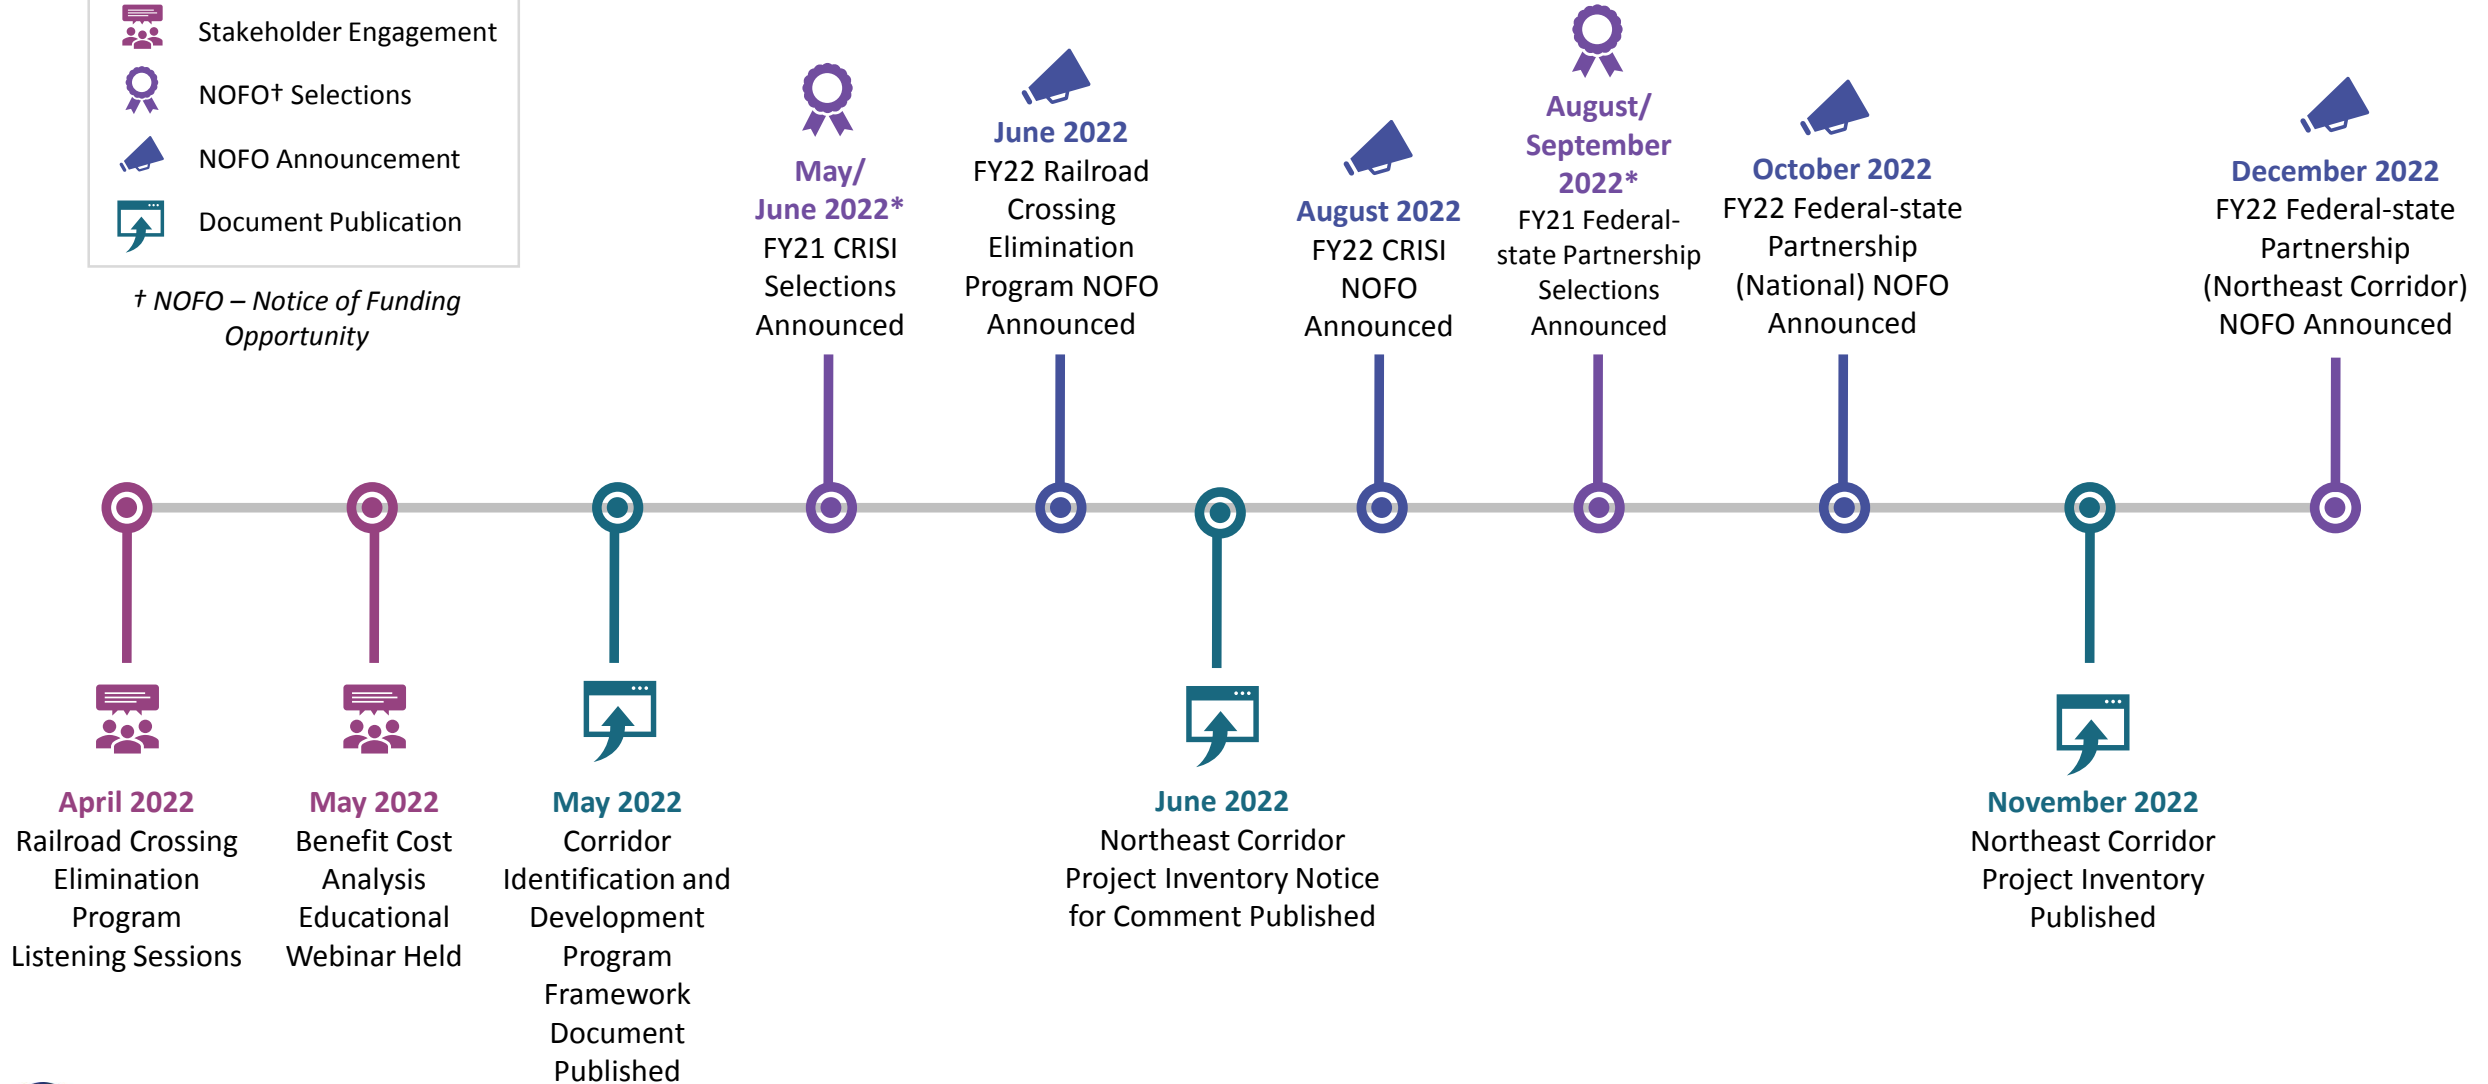 Stakeholder Engagement
NOFO† Selections
NOFO Announcement
Document Publication
† NOFO – Notice of Funding
Opportunity
May/
June 2022*
FY21 CRISI
Selections
Announced
June 2022
FY22 Railroad
Crossing
Elimination
Program NOFO
Announced
August 2022
FY22 CRISI
NOFO
Announced
August/
September
2022*
FY21 Federal-
state Partnership
Selections
Announced
October 2022
FY22 Federal-state
Partnership
(National) NOFO
Announced
December 2022
FY22 Federal-state
Partnership
(Northeast Corridor)
NOFO Announced
April 2022
Railroad Crossing
Elimination
Program
Listening Sessions
May 2022
Benefit Cost
Analysis
Educational
Webinar Held
May 2022
Corridor
Identification and
Development
Program
Framework
Document
Published
June 2022
Northeast Corridor
Project Inventory Notice
for Comment Published
November 2022
Northeast Corridor
Project Inventory
Published